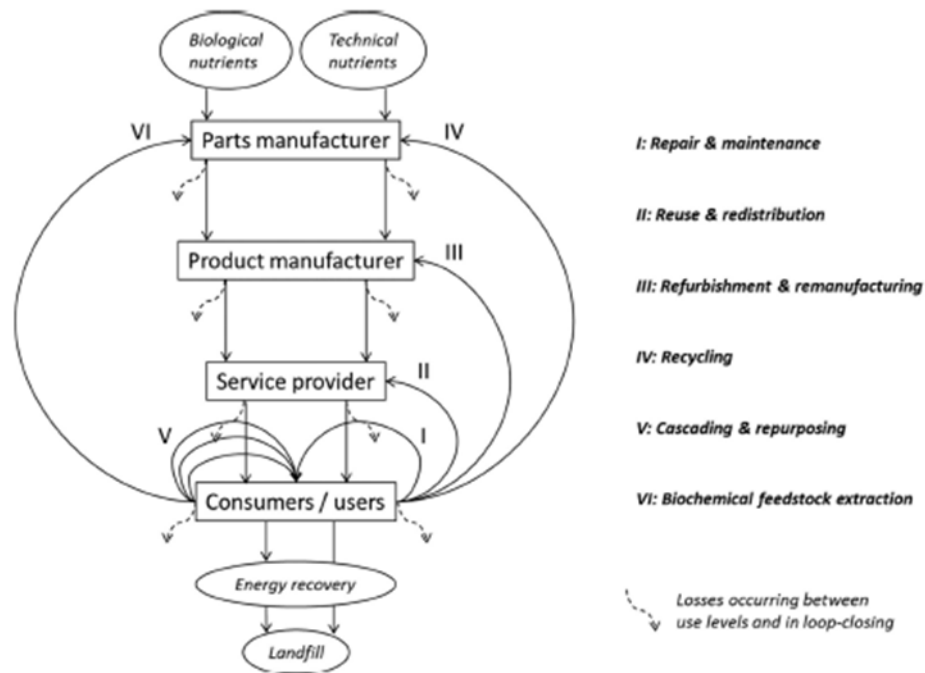 Biological
nutrients
Technical
nutrients
VI
IV
Parts manufacturer
I: Repair & maintenance
II: Reuse & redistribution
III
Product manufacturer
III: Refurbishment & remanufacturing
IV: Recycling
II
Service provider
V
I
V: Cascading & repurposing
Consumers / users
VI: Biochemical feedstock extraction
Energy recovery
Losses occurring between
use levels and in loop-closing
Landfill